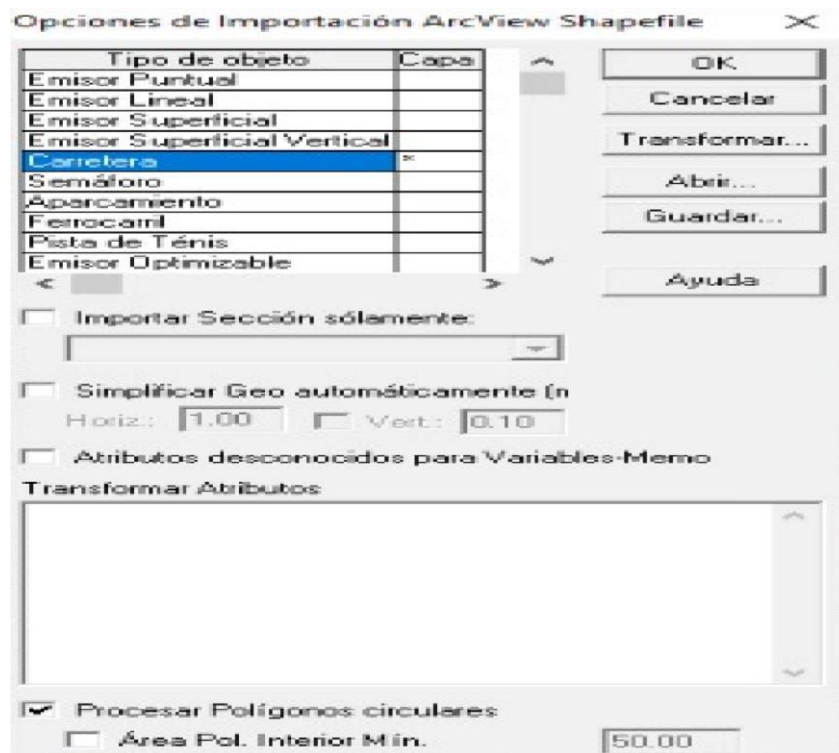 Opciones de Importación ArcView Shapefile
Tipo de objeto Capa
Emisor Puntual
Emisor Lineal
Emisor Superficial
Emisor Superficial Vertical
Carretera *
Semáforo
Aparcamiento
Ferrocarril
Pista de Ténis
Emisor Optimizable
OK
Cancelar
Transformar...
Abrir...
Guardar...
Ayuda
Importar Sección sólamente:
Simplificar Geo automáticamente (n
Horiz.: 1.00 Vert.: 0.10
Atributos desconocidos para Variables-Memo
Transformar Atributos
Procesar Polígonos circulares
Área Pol. Interior Mín. 50.00